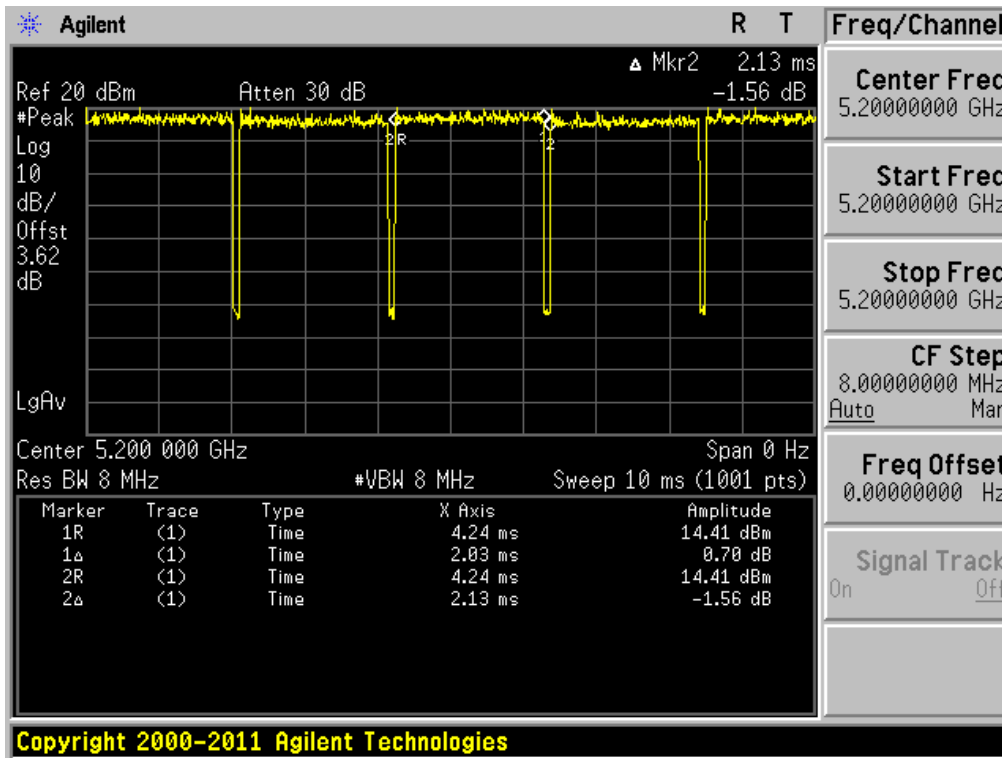 Agilent R T
Δ Mkr2 2.13 ms
Ref 20 dBm Atten 30 dB -1.56 dB
#Peak
Log
10
dB/
Offst
3.62
dB
LgAv
2R
1
2
Center 5.200 000 GHz Span 0 Hz
Res BW 8 MHz #VBW 8 MHz Sweep 10 ms (1001 pts)
Marker Trace Type X Axis Amplitude
1R (1) Time 4.24 ms 14.41 dBm
1Δ (1) Time 2.03 ms 0.70 dB
2R (1) Time 4.24 ms 14.41 dBm
2Δ (1) Time 2.13 ms -1.56 dB
Freq/Channel
Center Freq
5.20000000 GHz
Start Freq
5.20000000 GHz
Stop Freq
5.20000000 GHz
CF Step
8.00000000 MHz
Auto Man
Freq Offset
0.00000000 Hz
Signal Track
On Off
Copyright 2000-2011 Agilent Technologies